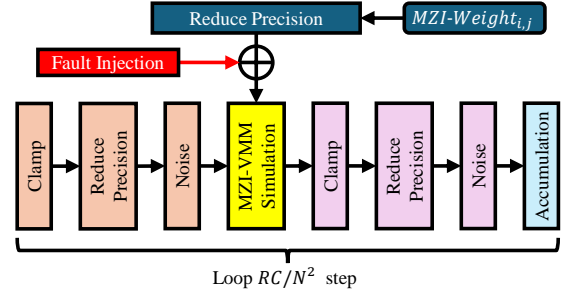 Reduce Precision
MZI-Weight_{i,j}
Fault Injection
Clamp
Reduce
Precision
Noise
MZI-VMM
Simulation
Clamp
Reduce
Precision
Noise
Accumulation
Loop RC/N² step